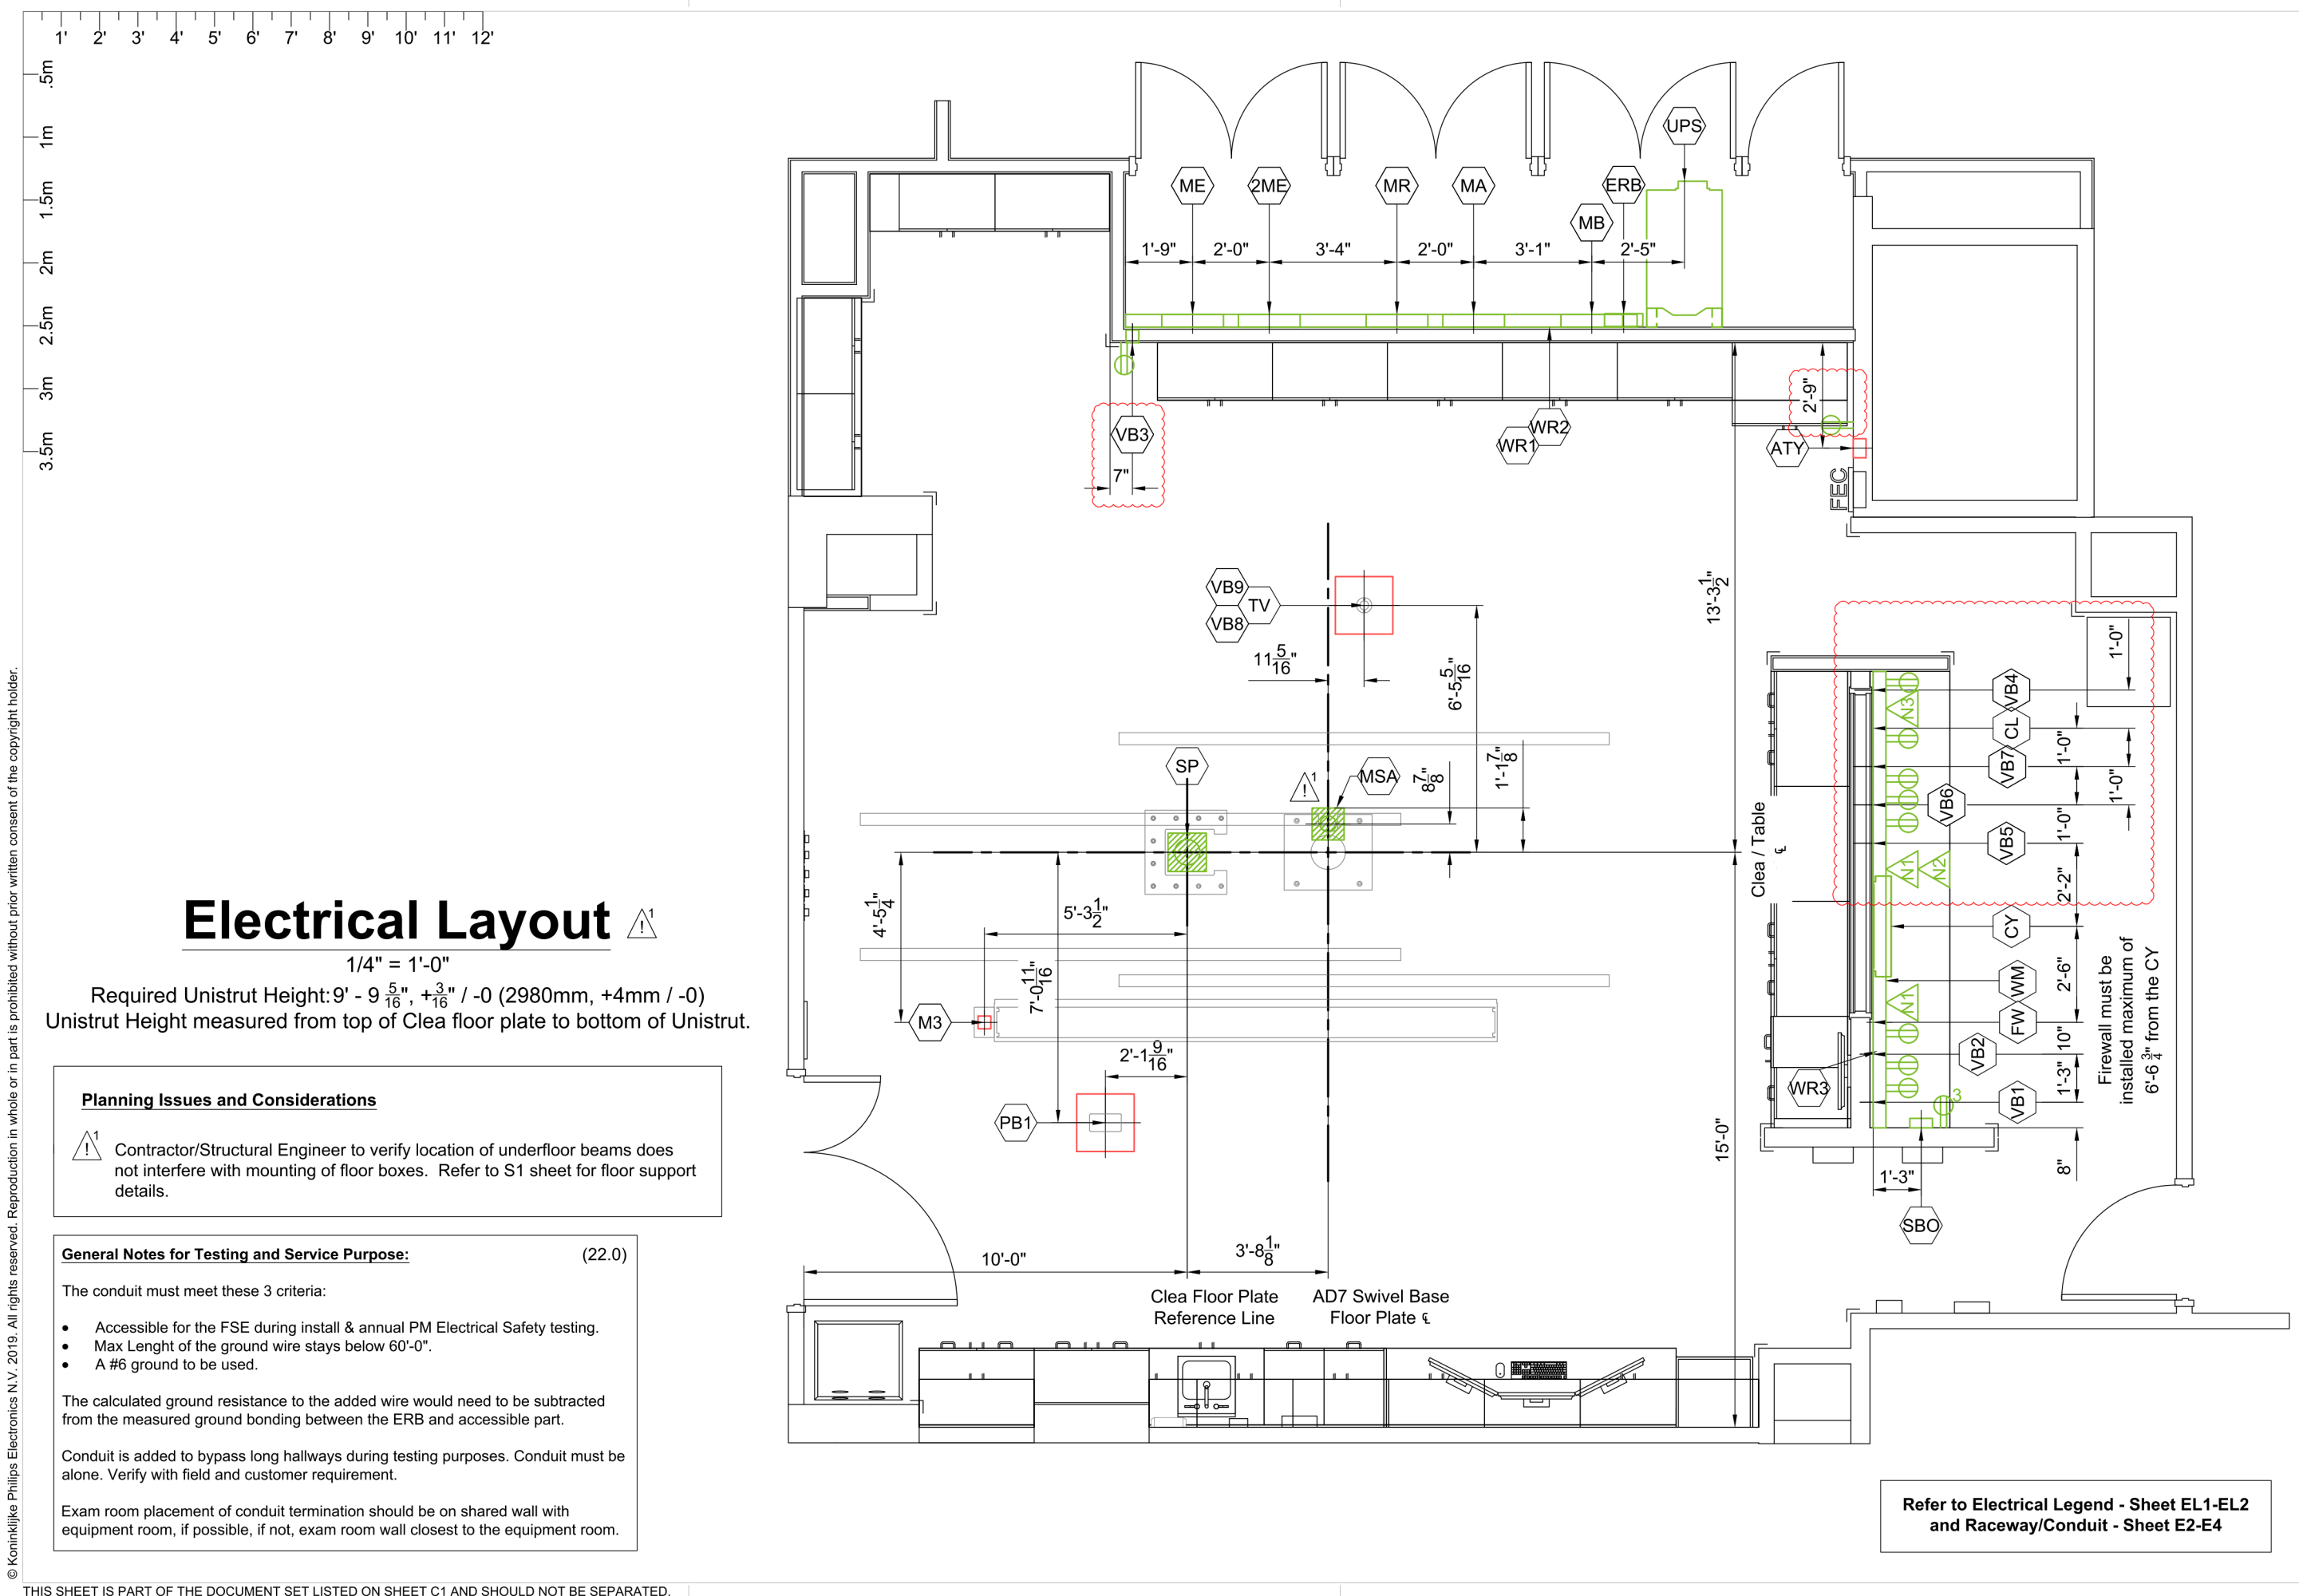 1' 2' 3' 4' 5' 6' 7' 8' 9' 10' 11' 12'
.5m
1m
1.5m
2m
2.5m
3m
3.5m
UPS
ME
2ME
MR
MA
ERB
MB
1'-9"
2'-0"
3'-4"
2'-0"
3'-1"
2'-5"
VB3
7"
WR2
WR1
2'-9"
ATY
FEC
VB9
TV
VB8
11 5/16"
6'-5 5/16"
13'-3 1/2"
1'-0"
VB4
N3
CL
1'-0"
VB7
1'-0"
VB6
1'-0"
VB5
N1
N2
2'-2"
CY
WM
2'-6"
N1
FW
10"
VB2
WR3
1'-3"
VB1
3
8"
1'-3"
SBO
Firewall must be
installed maximum of
6'-6 3/4" from the CY
Clea / Table
℄
SP
1
!
MSA
8 7/8"
1'-1 7/8"
4'-5 1/4"
5'-3 1/2"
7'-0 11/16"
M3
2'-1 9/16"
PB1
15'-0"
10'-0"
3'-8 1/8"
Clea Floor Plate
Reference Line
AD7 Swivel Base
Floor Plate ℄
Electrical Layout
1
!
1/4" = 1'-0"
Required Unistrut Height:9' - 9 5/16", +3/16" / -0 (2980mm, +4mm / -0)
Unistrut Height measured from top of Clea floor plate to bottom of Unistrut.
Planning Issues and Considerations
1
!
Contractor/Structural Engineer to verify location of underfloor beams does
not interfere with mounting of floor boxes. Refer to S1 sheet for floor support
details.
General Notes for Testing and Service Purpose: (22.0)
The conduit must meet these 3 criteria:
• Accessible for the FSE during install & annual PM Electrical Safety testing.
• Max Lenght of the ground wire stays below 60'-0".
• A #6 ground to be used.
The calculated ground resistance to the added wire would need to be subtracted
from the measured ground bonding between the ERB and accessible part.
Conduit is added to bypass long hallways during testing purposes. Conduit must be
alone. Verify with field and customer requirement.
Exam room placement of conduit termination should be on shared wall with
equipment room, if possible, if not, exam room wall closest to the equipment room.
Refer to Electrical Legend - Sheet EL1-EL2
and Raceway/Conduit - Sheet E2-E4
© Koninklijke Philips Electronics N.V. 2019. All rights reserved. Reproduction in whole or in part is prohibited without prior written consent of the copyright holder.
THIS SHEET IS PART OF THE DOCUMENT SET LISTED ON SHEET C1 AND SHOULD NOT BE SEPARATED.